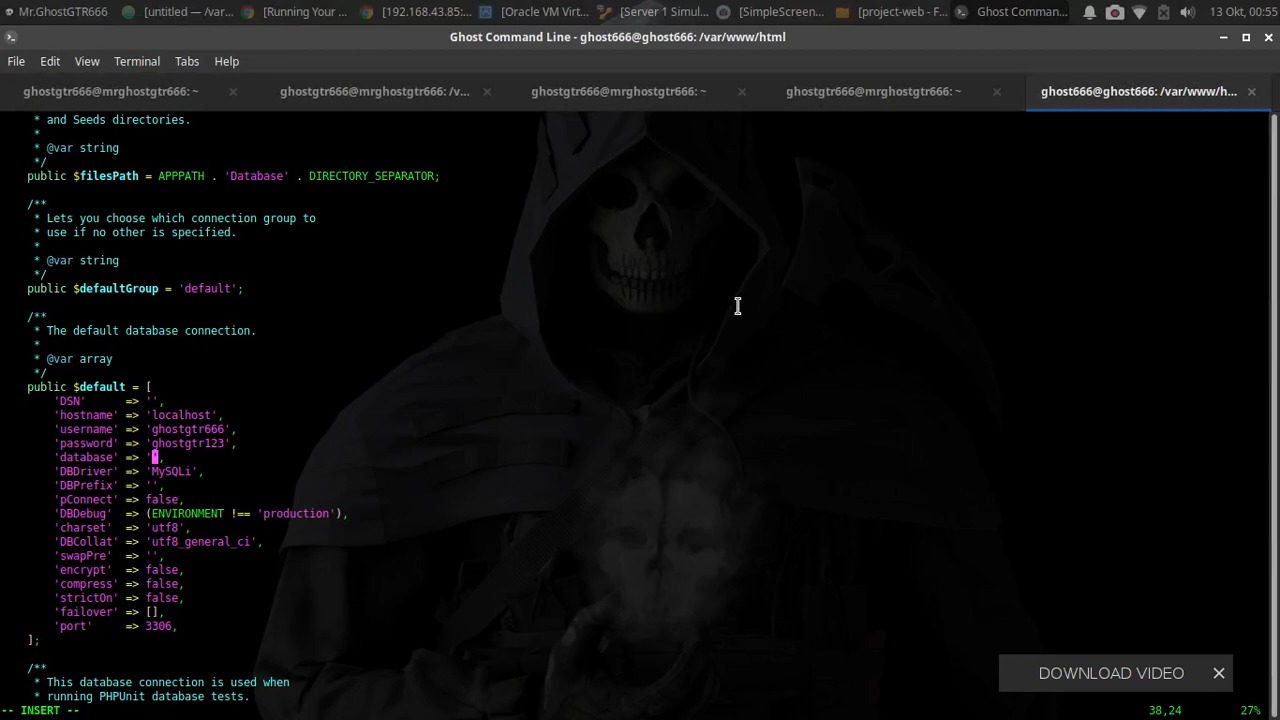 Mr.GhostGTR666
[untitled — /var...
[Running Your ...
[192.168.43.85:...
[Oracle VM Virt...
[Server 1 Simul...
[SimpleScreen...
[project-web - F...
Ghost Comman...
13 Okt, 00:55
Ghost Command Line - ghost666@ghost666: /var/www/html
File Edit View Terminal Tabs Help
ghostgtr666@mrghostgtr666: ~
ghostgtr666@mrghostgtr666: /v...
ghostgtr666@mrghostgtr666: ~
ghostgtr666@mrghostgtr666: ~
ghost666@ghost666: /var/www/h...
* and Seeds directories.
*
* @var string
*/
public $filesPath = APPPATH . 'Database' . DIRECTORY_SEPARATOR;
/**
* Lets you choose which connection group to
* use if no other is specified.
*
* @var string
*/
public $defaultGroup = 'default';
/**
* The default database connection.
*
* @var array
*/
public $default = [
'DSN' => '',
'hostname' => 'localhost',
'username' => 'ghostgtr666',
'password' => 'ghostgtr123',
'database' => '',
'DBDriver' => 'MySQLi',
'DBPrefix' => '',
'pConnect' => false,
'DBDebug' => (ENVIRONMENT !== 'production'),
'charset' => 'utf8',
'DBCollat' => 'utf8_general_ci',
'swapPre' => '',
'encrypt' => false,
'compress' => false,
'strictOn' => false,
'failover' => [],
'port' => 3306,
];
/**
* This database connection is used when
* running PHPUnit database tests.
-- INSERT --
38,24
27%
DOWNLOAD VIDEO